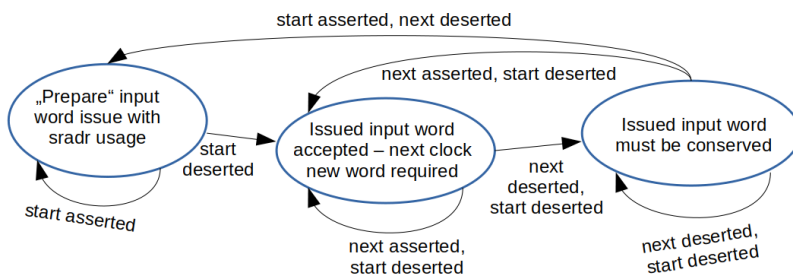 start asserted, next deserted
next asserted, start deserted
„Prepare“ input
word issue with
sradr usage
start
deserted
start asserted
Issued input word
accepted – next clock
new word required
next
deserted,
start deserted
next asserted,
start deserted
Issued input word
must be conserved
next deserted,
start deserted